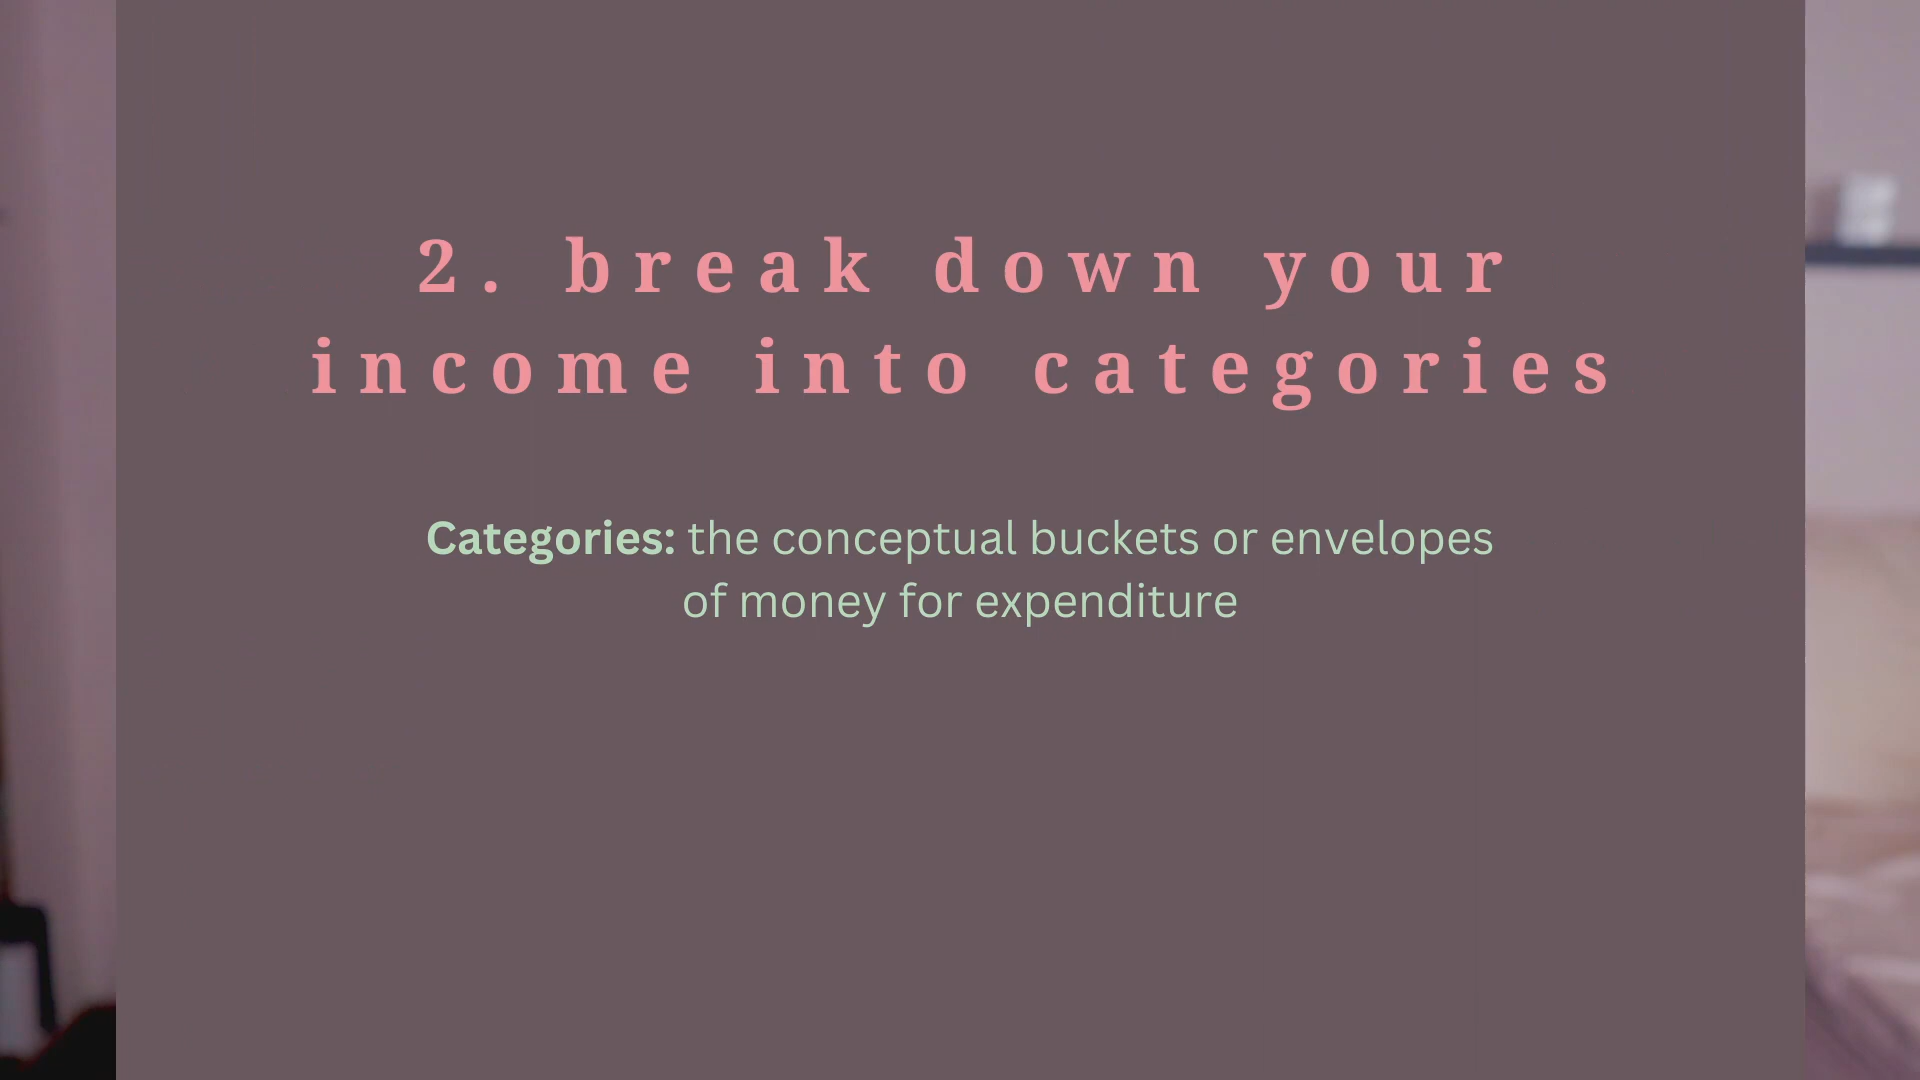 2. break down your
income into categories
Categories: the conceptual buckets or envelopes
of money for expenditure